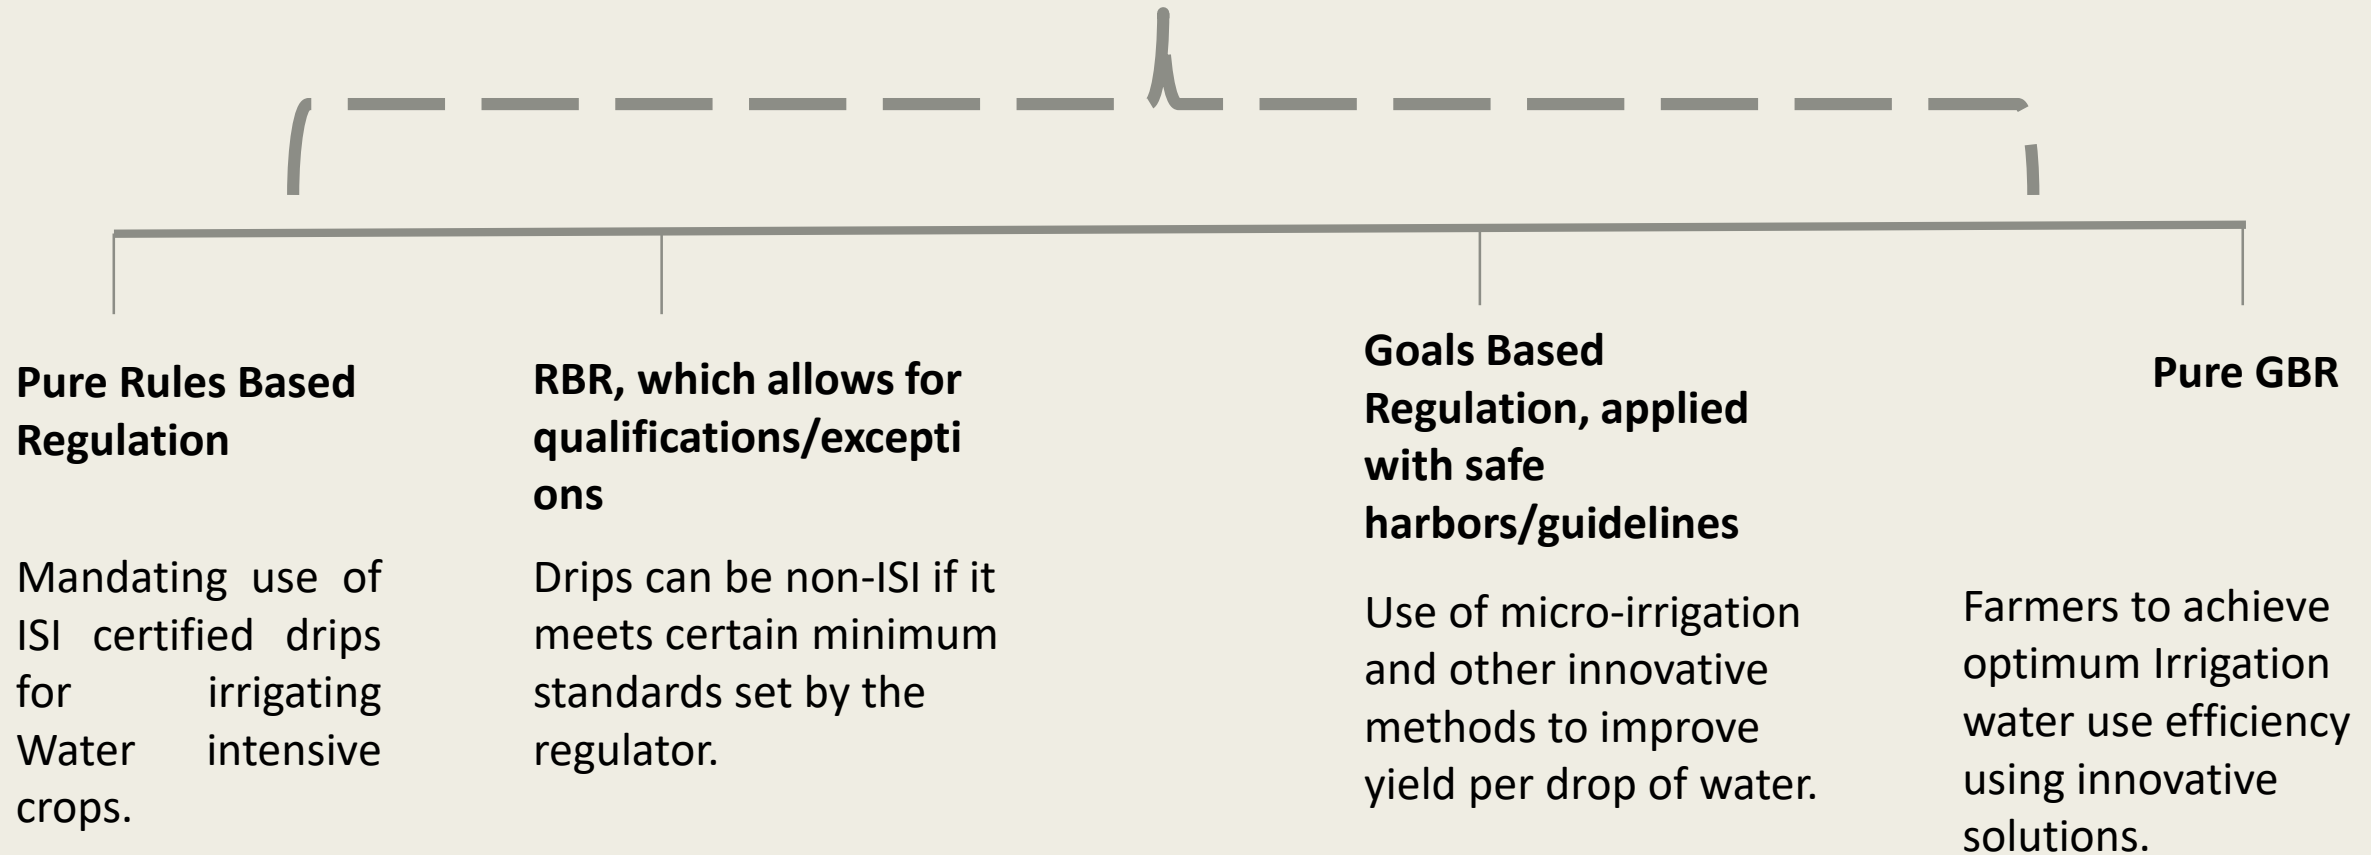 Pure Rules Based
Regulation
Mandating use of
ISI certified drips
for irrigating
Water intensive
crops.
RBR, which allows for
qualifications/excepti
ons
Drips can be non-ISI if it
meets certain minimum
standards set by the
regulator.
Goals Based
Regulation, applied
with safe
harbors/guidelines
Use of micro-irrigation
and other innovative
methods to improve
yield per drop of water.
Pure GBR
Farmers to achieve
optimum Irrigation
water use efficiency
using innovative
solutions.